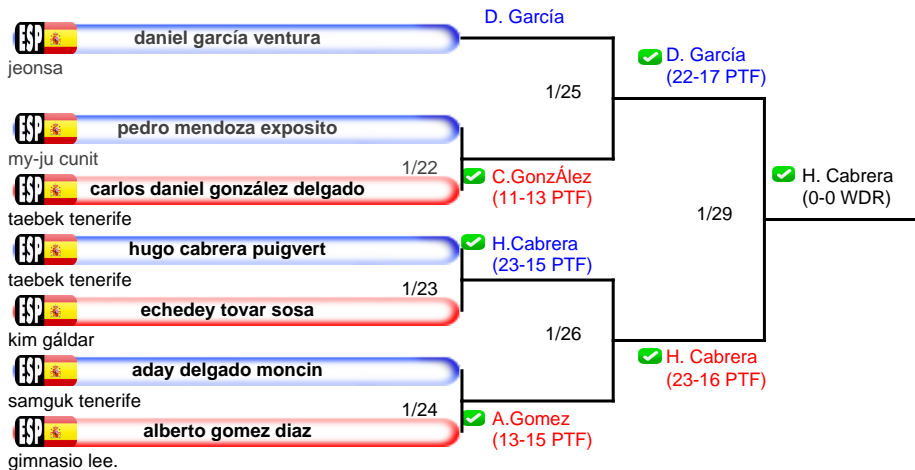 ESP daniel garcía ventura
jeonsa
D. García
1/25
D. García
(22-17 PTF)
ESP pedro mendoza exposito
my-ju cunit
1/22
C.GonzÁlez
(11-13 PTF)
ESP carlos daniel gonzález delgado
taebek tenerife
1/29
H. Cabrera
(0-0 WDR)
ESP hugo cabrera puigvert
taebek tenerife
H.Cabrera
(23-15 PTF)
1/23
ESP echedey tovar sosa
kim gáldar
1/26
H. Cabrera
(23-16 PTF)
ESP aday delgado moncin
samguk tenerife
1/24
A.Gomez
(13-15 PTF)
ESP alberto gomez diaz
gimnasio lee.